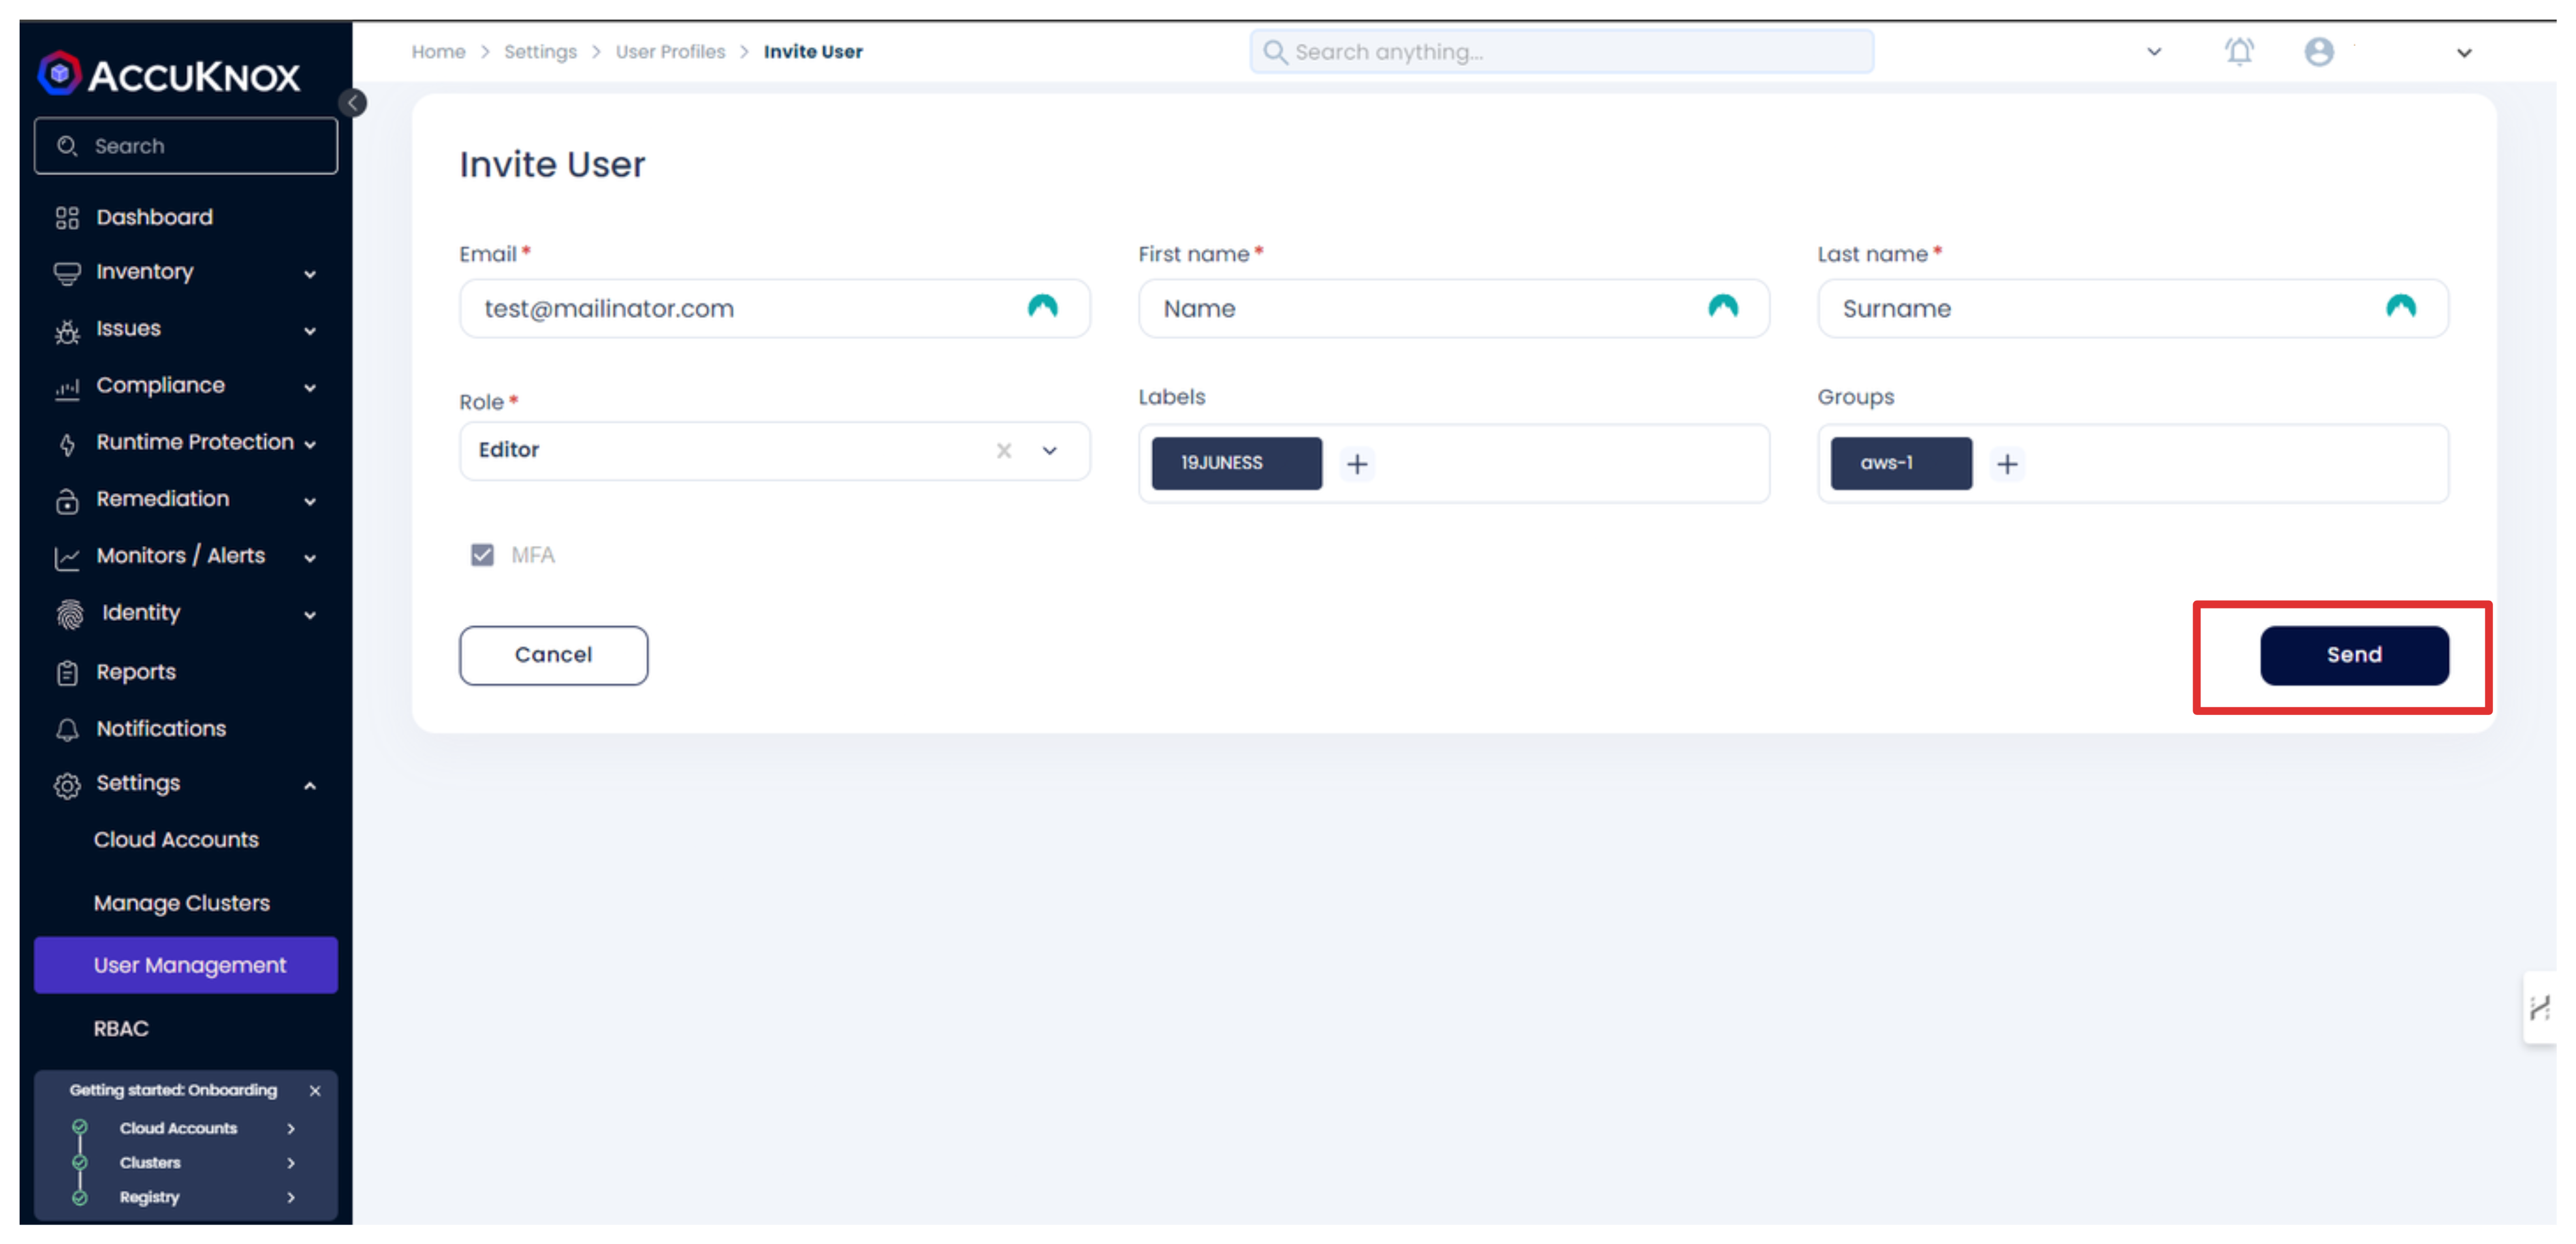 ACCUKNOX
Search
Dashboard
Inventory
Issues
Compliance
Runtime Protection
Remediation
Monitors / Alerts
Identity
Reports
Notifications
Settings
Cloud Accounts
Manage Clusters
User Management
RBAC
Getting started: Onboarding
Cloud Accounts
Clusters
Registry
Home > Settings > User Profiles > Invite User
Search anything...
Invite User
Email * First name * Last name *
test@mailinator.com Name Surname
Role * Labels Groups
Editor 19JUNESS aws-1
MFA
Cancel Send